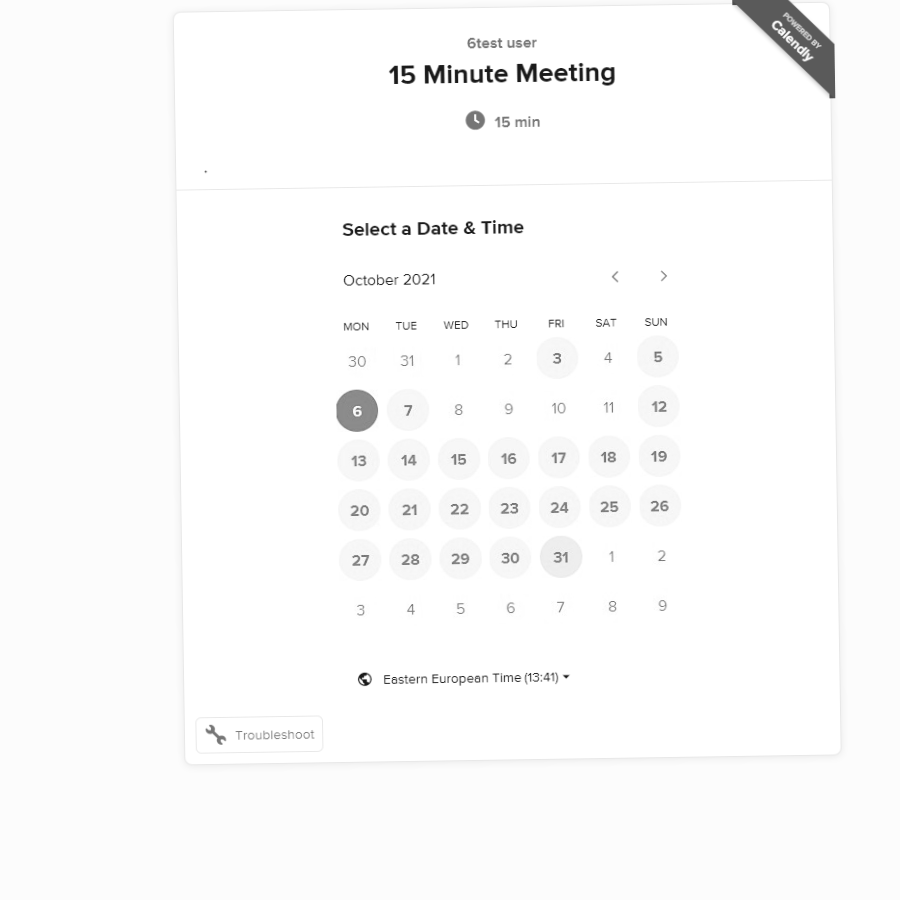 POWERED BY
Calendly
6test user
15 Minute Meeting
15 min
.
Select a Date & Time
October 2021
MON TUE WED THU FRI SAT SUN
30 31 1 2 3 4 5
6 7 8 9 10 11 12
13 14 15 16 17 18 19
20 21 22 23 24 25 26
27 28 29 30 31 1 2
3 4 5 6 7 8 9
Eastern European Time (13:41)
Troubleshoot